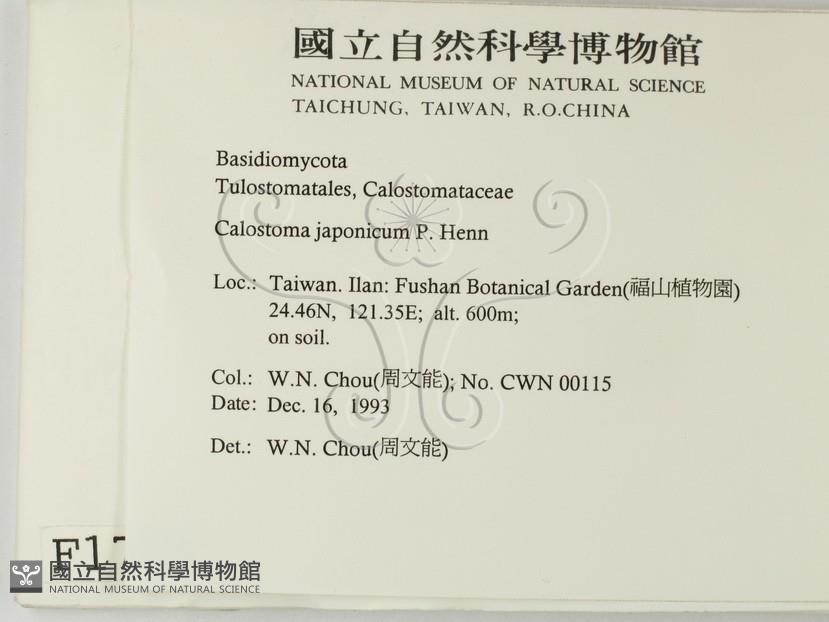 國立自然科學博物館
NATIONAL MUSEUM OF NATURAL SCIENCE
TAICHUNG, TAIWAN, R.O.CHINA
Basidiomycota
Tulostomatales, Calostomataceae
Calostoma japonicum P. Henn
Loc.: Taiwan. Ilan: Fushan Botanical Garden(福山植物園)
24.46N, 121.35E; alt. 600m;
on soil.
Col.: W.N. Chou(周文能); No. CWN 00115
Date: Dec. 16, 1993
Det.: W.N. Chou(周文能)
國立自然科學博物館
NATIONAL MUSEUM OF NATURAL SCIENCE